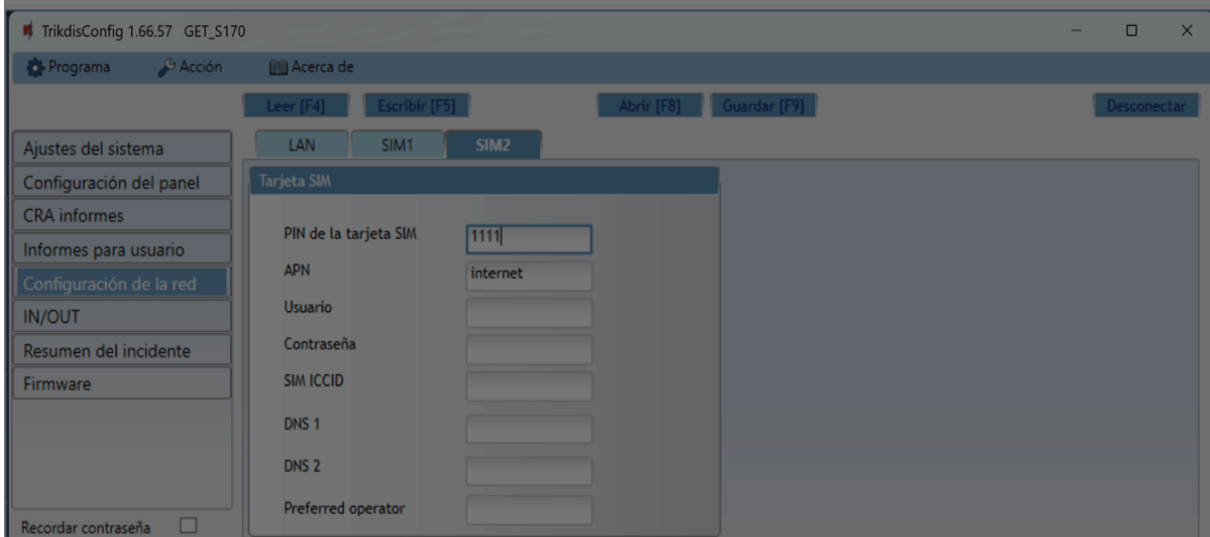 TrikdisConfig 1.66.57 GET_S170
Programa Acción Acerca de
Leer [F4] Escribir [F5] Abrir [F8] Guardar [F9] Desconectar
LAN SIM1 SIM2
Ajustes del sistema
Configuración del panel
CRA informes
Informes para usuario
Configuración de la red
IN/OUT
Resumen del incidente
Firmware
Recordar contraseña
Tarjeta SIM
PIN de la tarjeta SIM 1111
APN internet
Usuario
Contraseña
SIM ICCID
DNS 1
DNS 2
Preferred operator